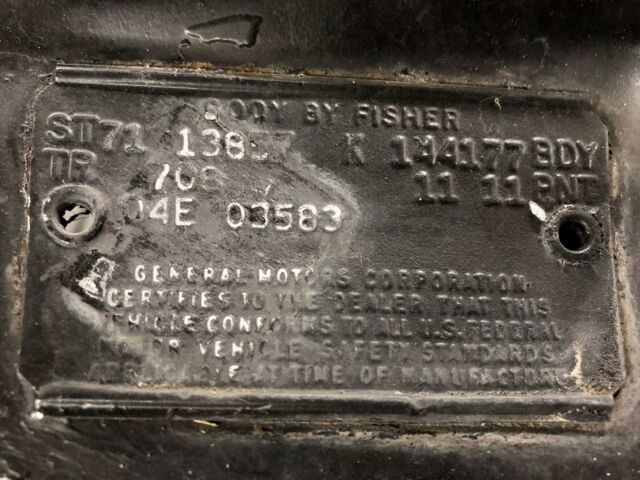 BODY BY FISHER
ST71 13857 K 144177 BDY
TR 708 11 11 PNT
04E 03583
GENERAL MOTORS CORPORATION
CERTIFIES TO THE DEALER THAT THIS
VEHICLE CONFORMS TO ALL U.S. FEDERAL
MOTOR VEHICLE SAFETY STANDARDS
APPLICABLE AT TIME OF MANUFACTURE